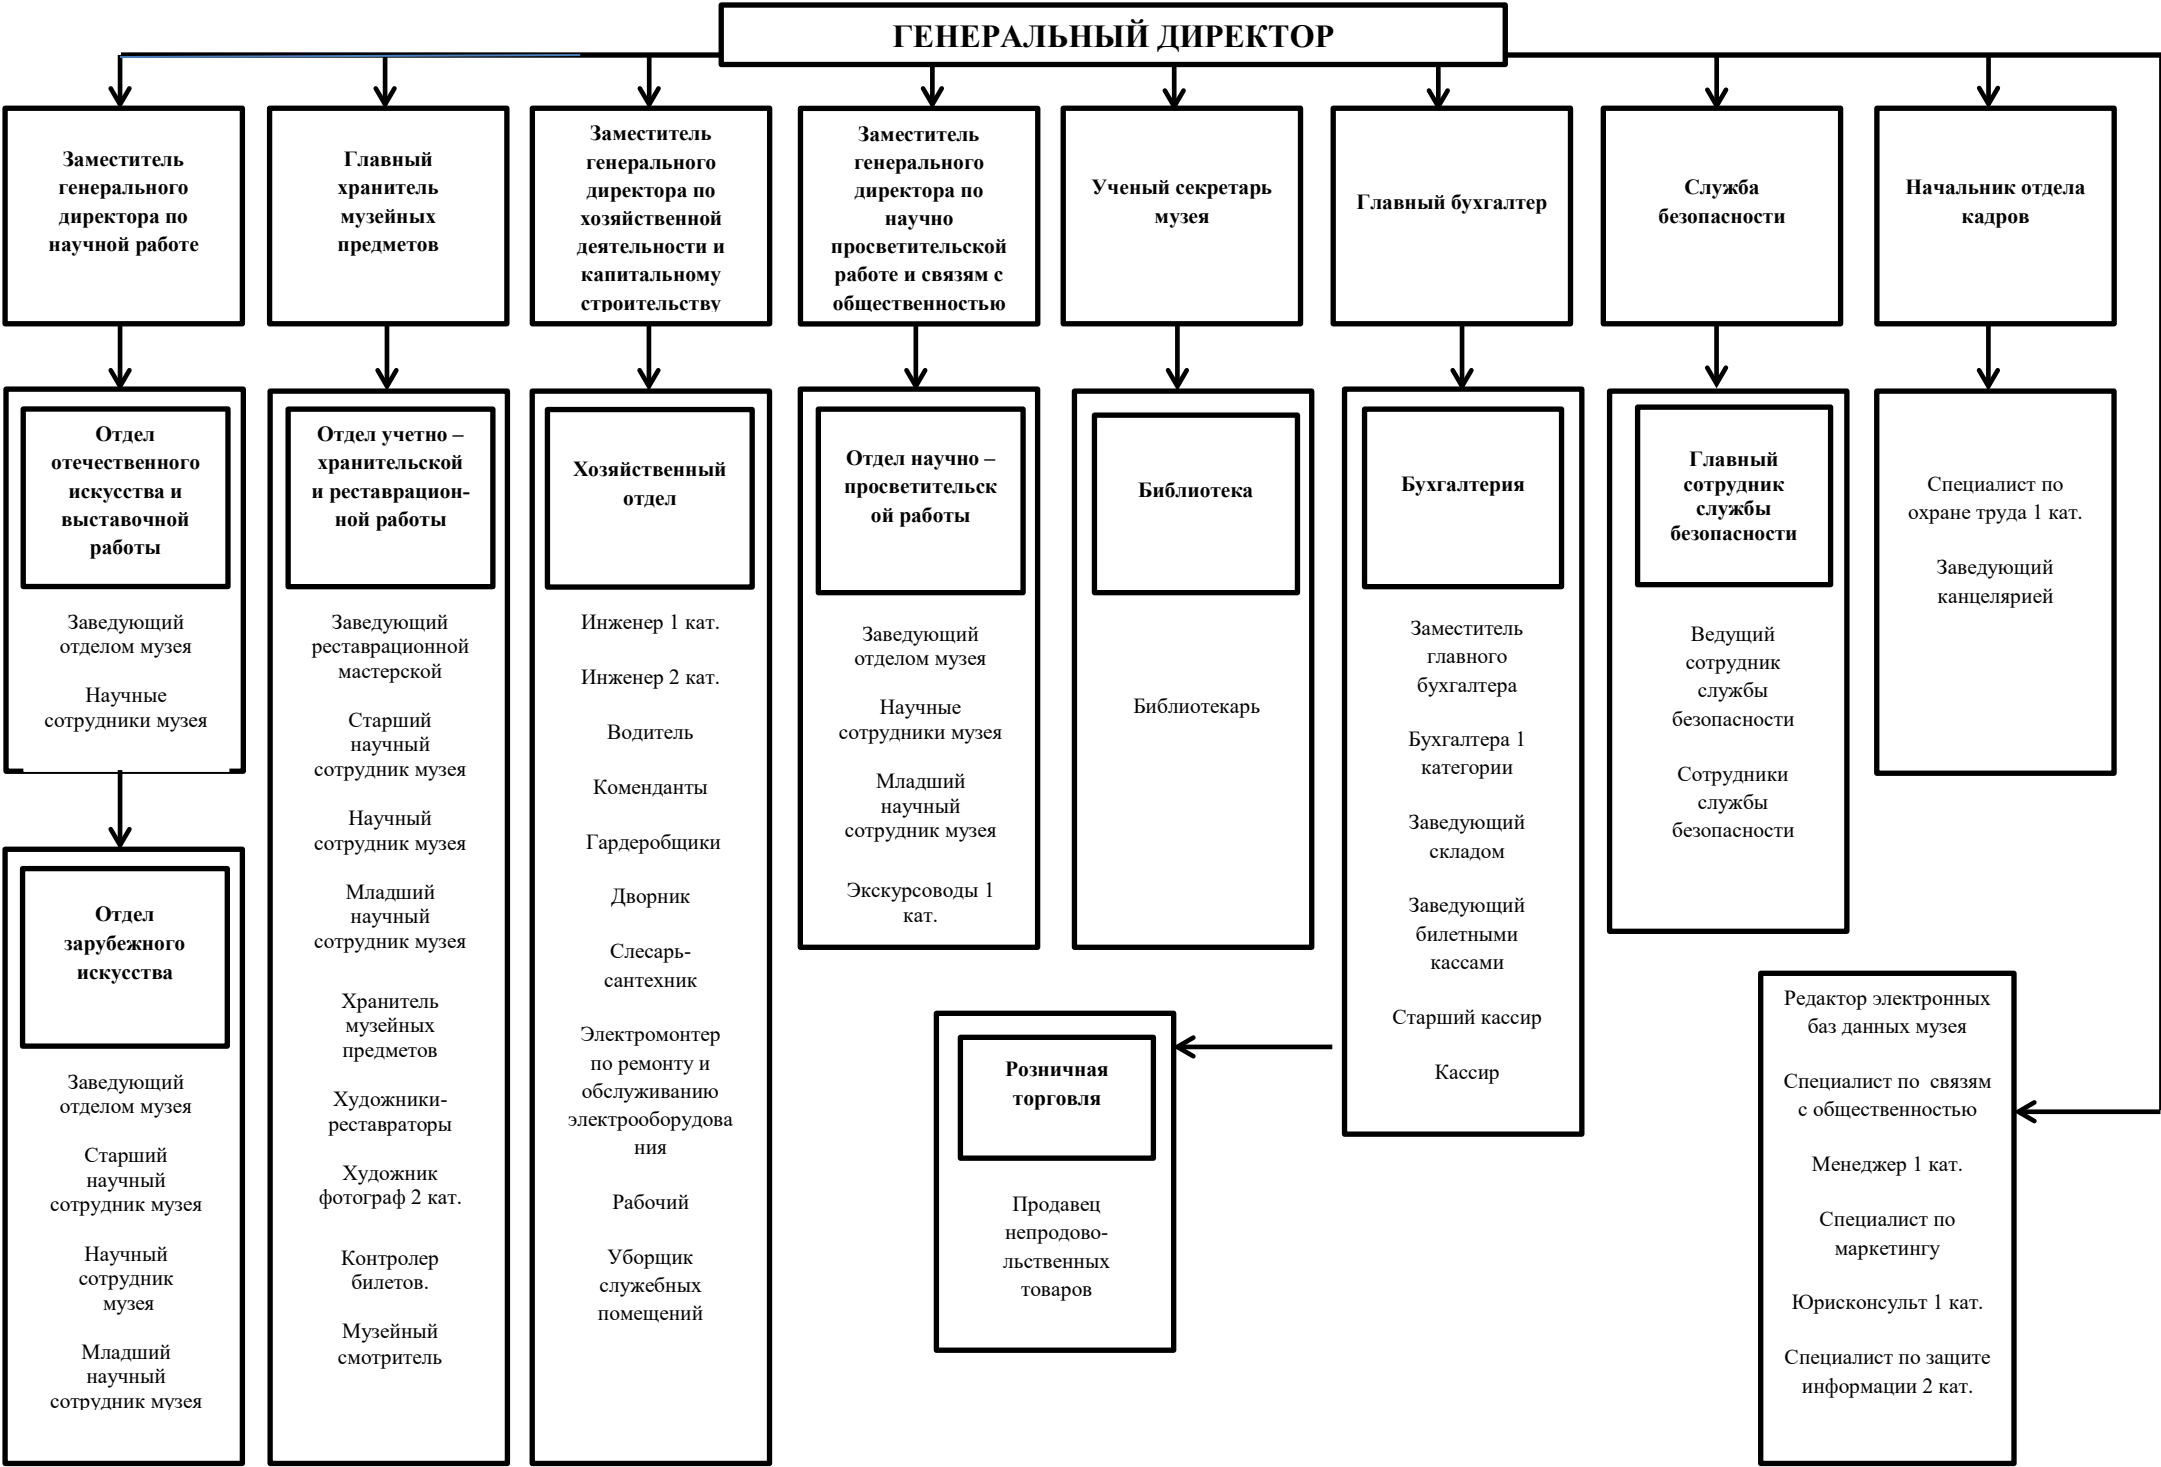 ГЕНЕРАЛЬНЫЙ ДИРЕКТОР
Заместитель
генерального
директора по
научной работе
Главный
хранитель
музейных
предметов
Заместитель
генерального
директора по
хозяйственной
деятельности и
капитальному
строительству
Заместитель
генерального
директора по
научно
просветительской
работе и связям с
общественностью
Ученый секретарь
музея
Главный бухгалтер
Служба
безопасности
Начальник отдела
кадров
Отдел
отечественного
искусства и
выставочной
работы
Заведующий
отделом музея
Научные
сотрудники музея
Отдел
зарубежного
искусства
Заведующий
отделом музея
Старший
научный
сотрудник музея
Научный
сотрудник
музея
Младший
научный
сотрудник музея
Отдел учетно –
хранительской
и реставрацион-
ной работы
Заведующий
реставрационной
мастерской
Старший
научный
сотрудник музея
Научный
сотрудник музея
Младший
научный
сотрудник музея
Хранитель
музейных
предметов
Художники-
реставраторы
Художник
фотограф 2 кат.
Контролер
билетов.
Музейный
смотритель
Хозяйственный
отдел
Инженер 1 кат.
Инженер 2 кат.
Водитель
Коменданты
Гардеробщики
Дворник
Слесарь-
сантехник
Электромонтер
по ремонту и
обслуживанию
электрооборудова
ния
Рабочий
Уборщик
служебных
помещений
Отдел научно –
просветительск
ой работы
Заведующий
отделом музея
Научные
сотрудники музея
Младший
научный
сотрудник музея
Экскурсоводы 1
кат.
Библиотека
Библиотекарь
Бухгалтерия
Заместитель
главного
бухгалтера
Бухгалтера 1
категории
Заведующий
складом
Заведующий
билетными
кассами
Старший кассир
Кассир
Розничная
торговля
Продавец
непродово-
льственных
товаров
Главный
сотрудник
службы
безопасности
Ведущий
сотрудник
службы
безопасности
Сотрудники
службы
безопасности
Специалист по
охране труда 1 кат.
Заведующий
канцелярией
Редактор электронных
баз данных музея
Специалист по  связям
с общественностью
Менеджер 1 кат.
Специалист по
маркетингу
Юрисконсульт 1 кат.
Специалист по защите
информации 2 кат.